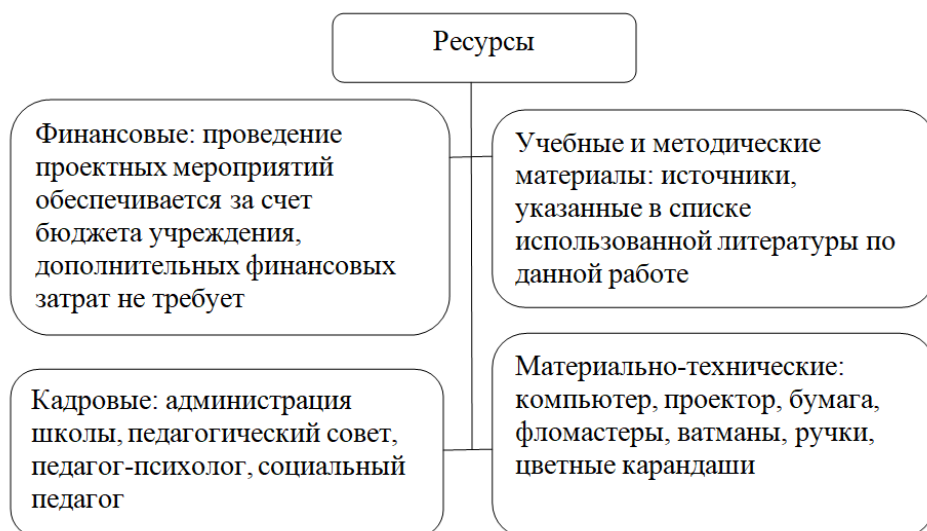 Ресурсы
Финансовые: проведение
проектных мероприятий
обеспечивается за счет
бюджета учреждения,
дополнительных финансовых
затрат не требует
Учебные и методические
материалы: источники,
указанные в списке
использованной литературы по
данной работе
Кадровые: администрация
школы, педагогический совет,
педагог-психолог, социальный
педагог
Материально-технические:
компьютер, проектор, бумага,
фломастеры, ватманы, ручки,
цветные карандаши